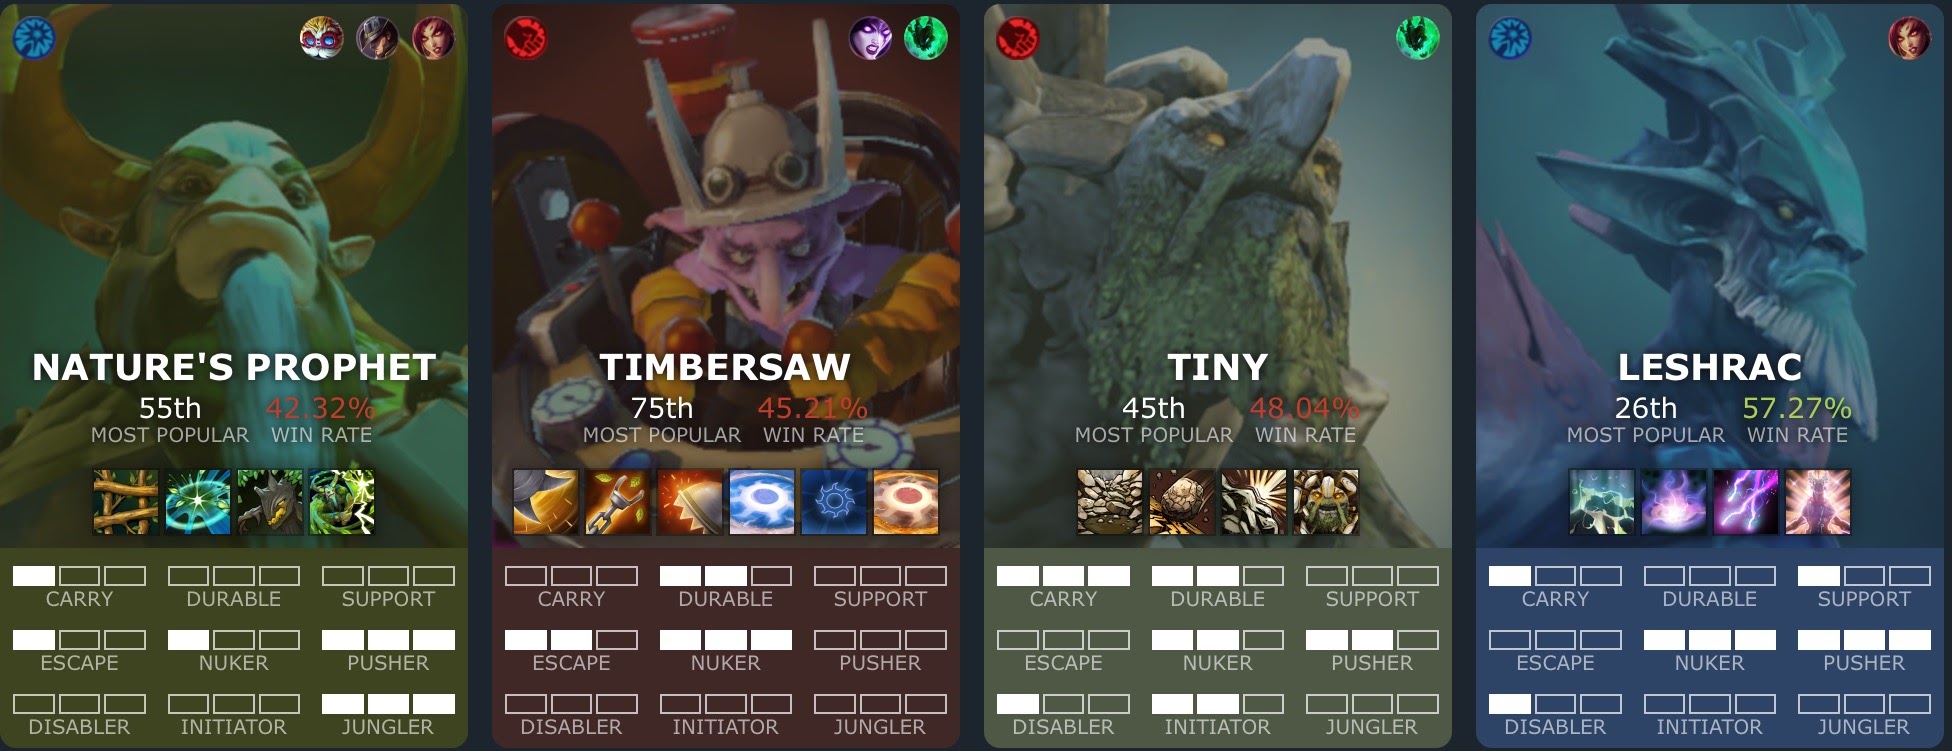 NATURE'S PROPHET
55th 42.32%
MOST POPULAR WIN RATE
CARRY DURABLE SUPPORT
ESCAPE NUKER PUSHER
DISABLER INITIATOR JUNGLER
TIMBERSAW
75th 45.21%
MOST POPULAR WIN RATE
CARRY DURABLE SUPPORT
ESCAPE NUKER PUSHER
DISABLER INITIATOR JUNGLER
TINY
45th 48.04%
MOST POPULAR WIN RATE
CARRY DURABLE SUPPORT
ESCAPE NUKER PUSHER
DISABLER INITIATOR JUNGLER
LESHRAC
26th 57.27%
MOST POPULAR WIN RATE
CARRY DURABLE SUPPORT
ESCAPE NUKER PUSHER
DISABLER INITIATOR JUNGLER